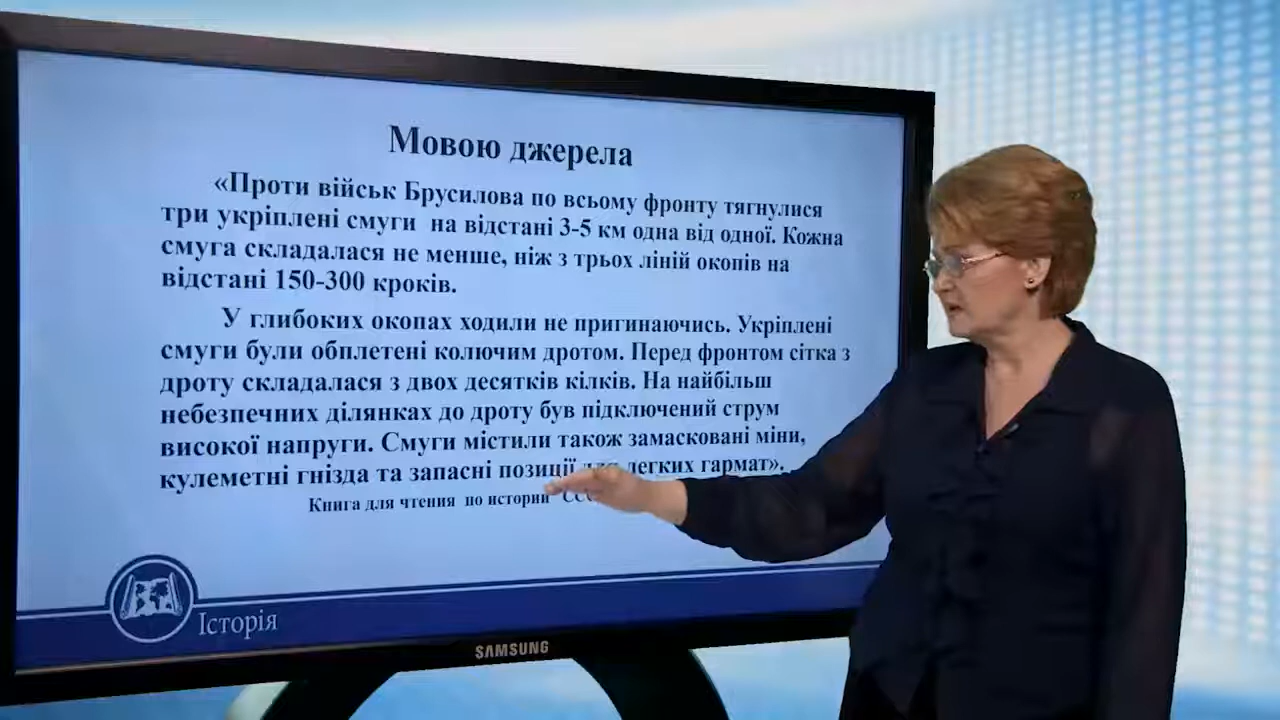 Мовою джерела
«Проти військ Брусилова по всьому фронту тягнулися
три укріплені смуги на відстані 3-5 км одна від одної. Кожна
смуга складалася не менше, ніж з трьох ліній окопів на
відстані 150-300 кроків.
У глибоких окопах ходили не пригинаючись. Укріплені
смуги були обплетені колючим дротом. Перед фронтом сітка з
дроту складалася з двох десятків кілків. На найбільш
небезпечних ділянках до дроту був підключений струм
високої напруги. Смуги містили також замасковані міни,
кулеметні гнізда та запасні позиції легких гармат».
Книга для чтения по истории
Історія
SAMSUNG